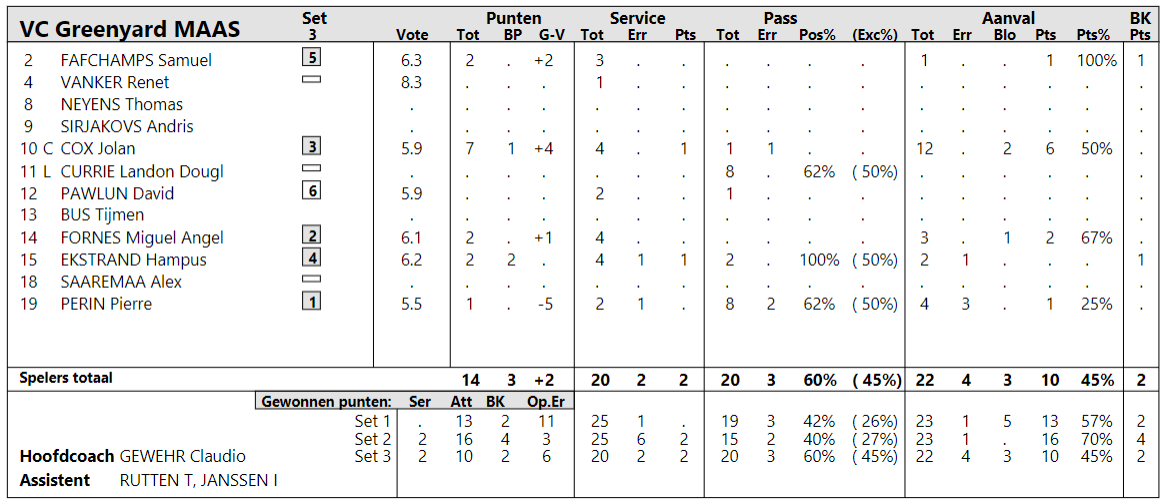 VC Greenyard MAAS Set Punten Service Pass Aanval BK
3 Vote Tot BP G-V Tot Err Pts Tot Err Pos% (Exc%) Tot Err Blo Pts Pts% Pts
2 FAFCHAMPS Samuel 5 6.3 2 . +2 3 . . . . . . 1 . . 1 100% 1
4 VANKER Renet 8.3 . . . 1 . . . . . . . . . . . .
8 NEYENS Thomas . . . . . . . . . . . . . . . . .
9 SIRJAKOVS Andris . . . . . . . . . . . . . . . . .
10 C COX Jolan 3 5.9 7 1 +4 4 . 1 1 1 . . 12 . 2 6 50% .
11 L CURRIE Landon Dougl . . . . . . . 8 . 62% ( 50%) . . . . . .
12 PAWLUN David 6 5.9 . . . 2 . . 1 . . . . . . . . .
13 BUS Tijmen . . . . . . . . . . . . . . . . .
14 FORNES Miguel Angel 2 6.1 2 . +1 4 . . . . . . 3 . 1 2 67% .
15 EKSTRAND Hampus 4 6.2 2 2 . 4 1 1 2 . 100% ( 50%) 2 1 . . . 1
18 SAAREMAA Alex . . . . . . . . . . . . . . . . .
19 PERIN Pierre 1 5.5 1 . -5 2 1 . 8 2 62% ( 50%) 4 3 . 1 25% .
Spelers totaal 14 3 +2 20 2 2 20 3 60% ( 45%) 22 4 3 10 45% 2
Gewonnen punten: Ser Att BK Op.Er
Set 1 . 13 2 11 25 1 . 19 3 42% ( 26%) 23 1 5 13 57% 2
Set 2 2 16 4 3 25 6 2 15 2 40% ( 27%) 23 1 . 16 70% 4
Hoofdcoach GEWEHR Claudio Set 3 2 10 2 6 20 2 2 20 3 60% ( 45%) 22 4 3 10 45% 2
Assistent RUTTEN T, JANSSEN I